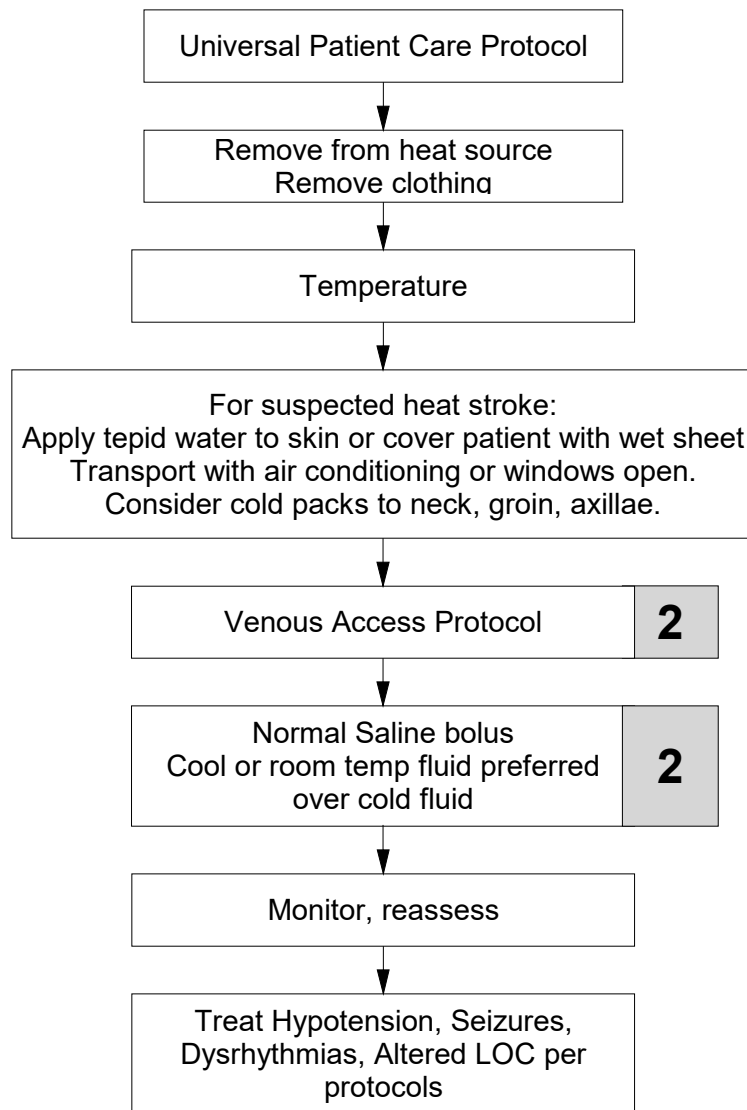 Universal Patient Care Protocol
Remove from heat source
Remove clothing
Temperature
For suspected heat stroke:
Apply tepid water to skin or cover patient with wet sheet
Transport with air conditioning or windows open.
Consider cold packs to neck, groin, axillae.
Venous Access Protocol
2
Normal Saline bolus
Cool or room temp fluid preferred
over cold fluid
2
Monitor, reassess
Treat Hypotension, Seizures,
Dysrhythmias, Altered LOC per
protocols